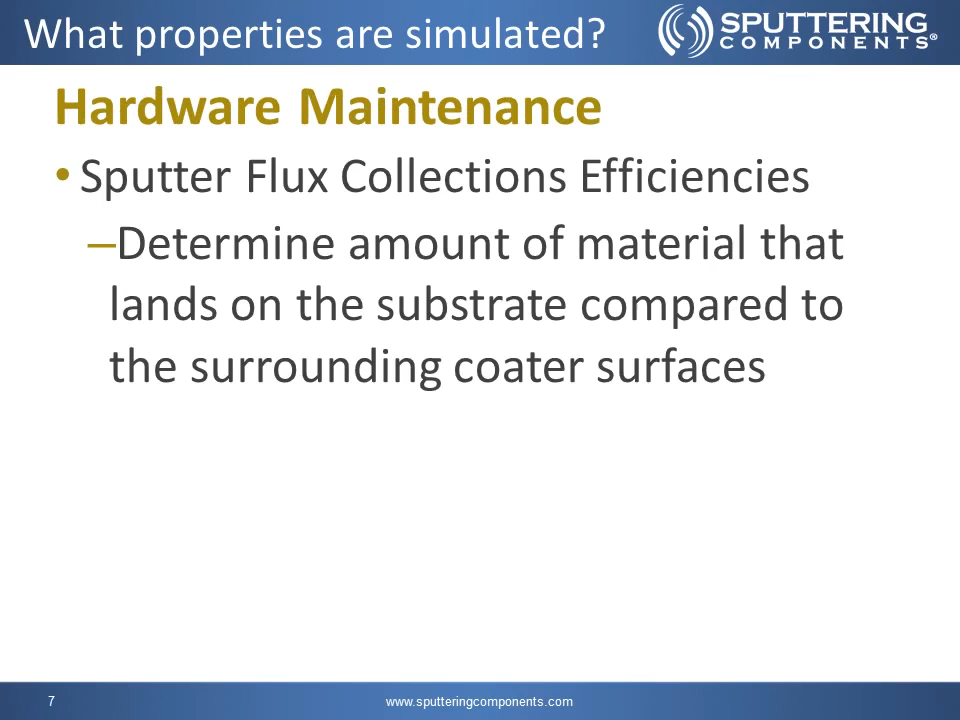 What properties are simulated?
SPUTTERING
COMPONENTS®
Hardware Maintenance
• Sputter Flux Collections Efficiencies
–Determine amount of material that
lands on the substrate compared to
the surrounding coater surfaces
7
www.sputteringcomponents.com